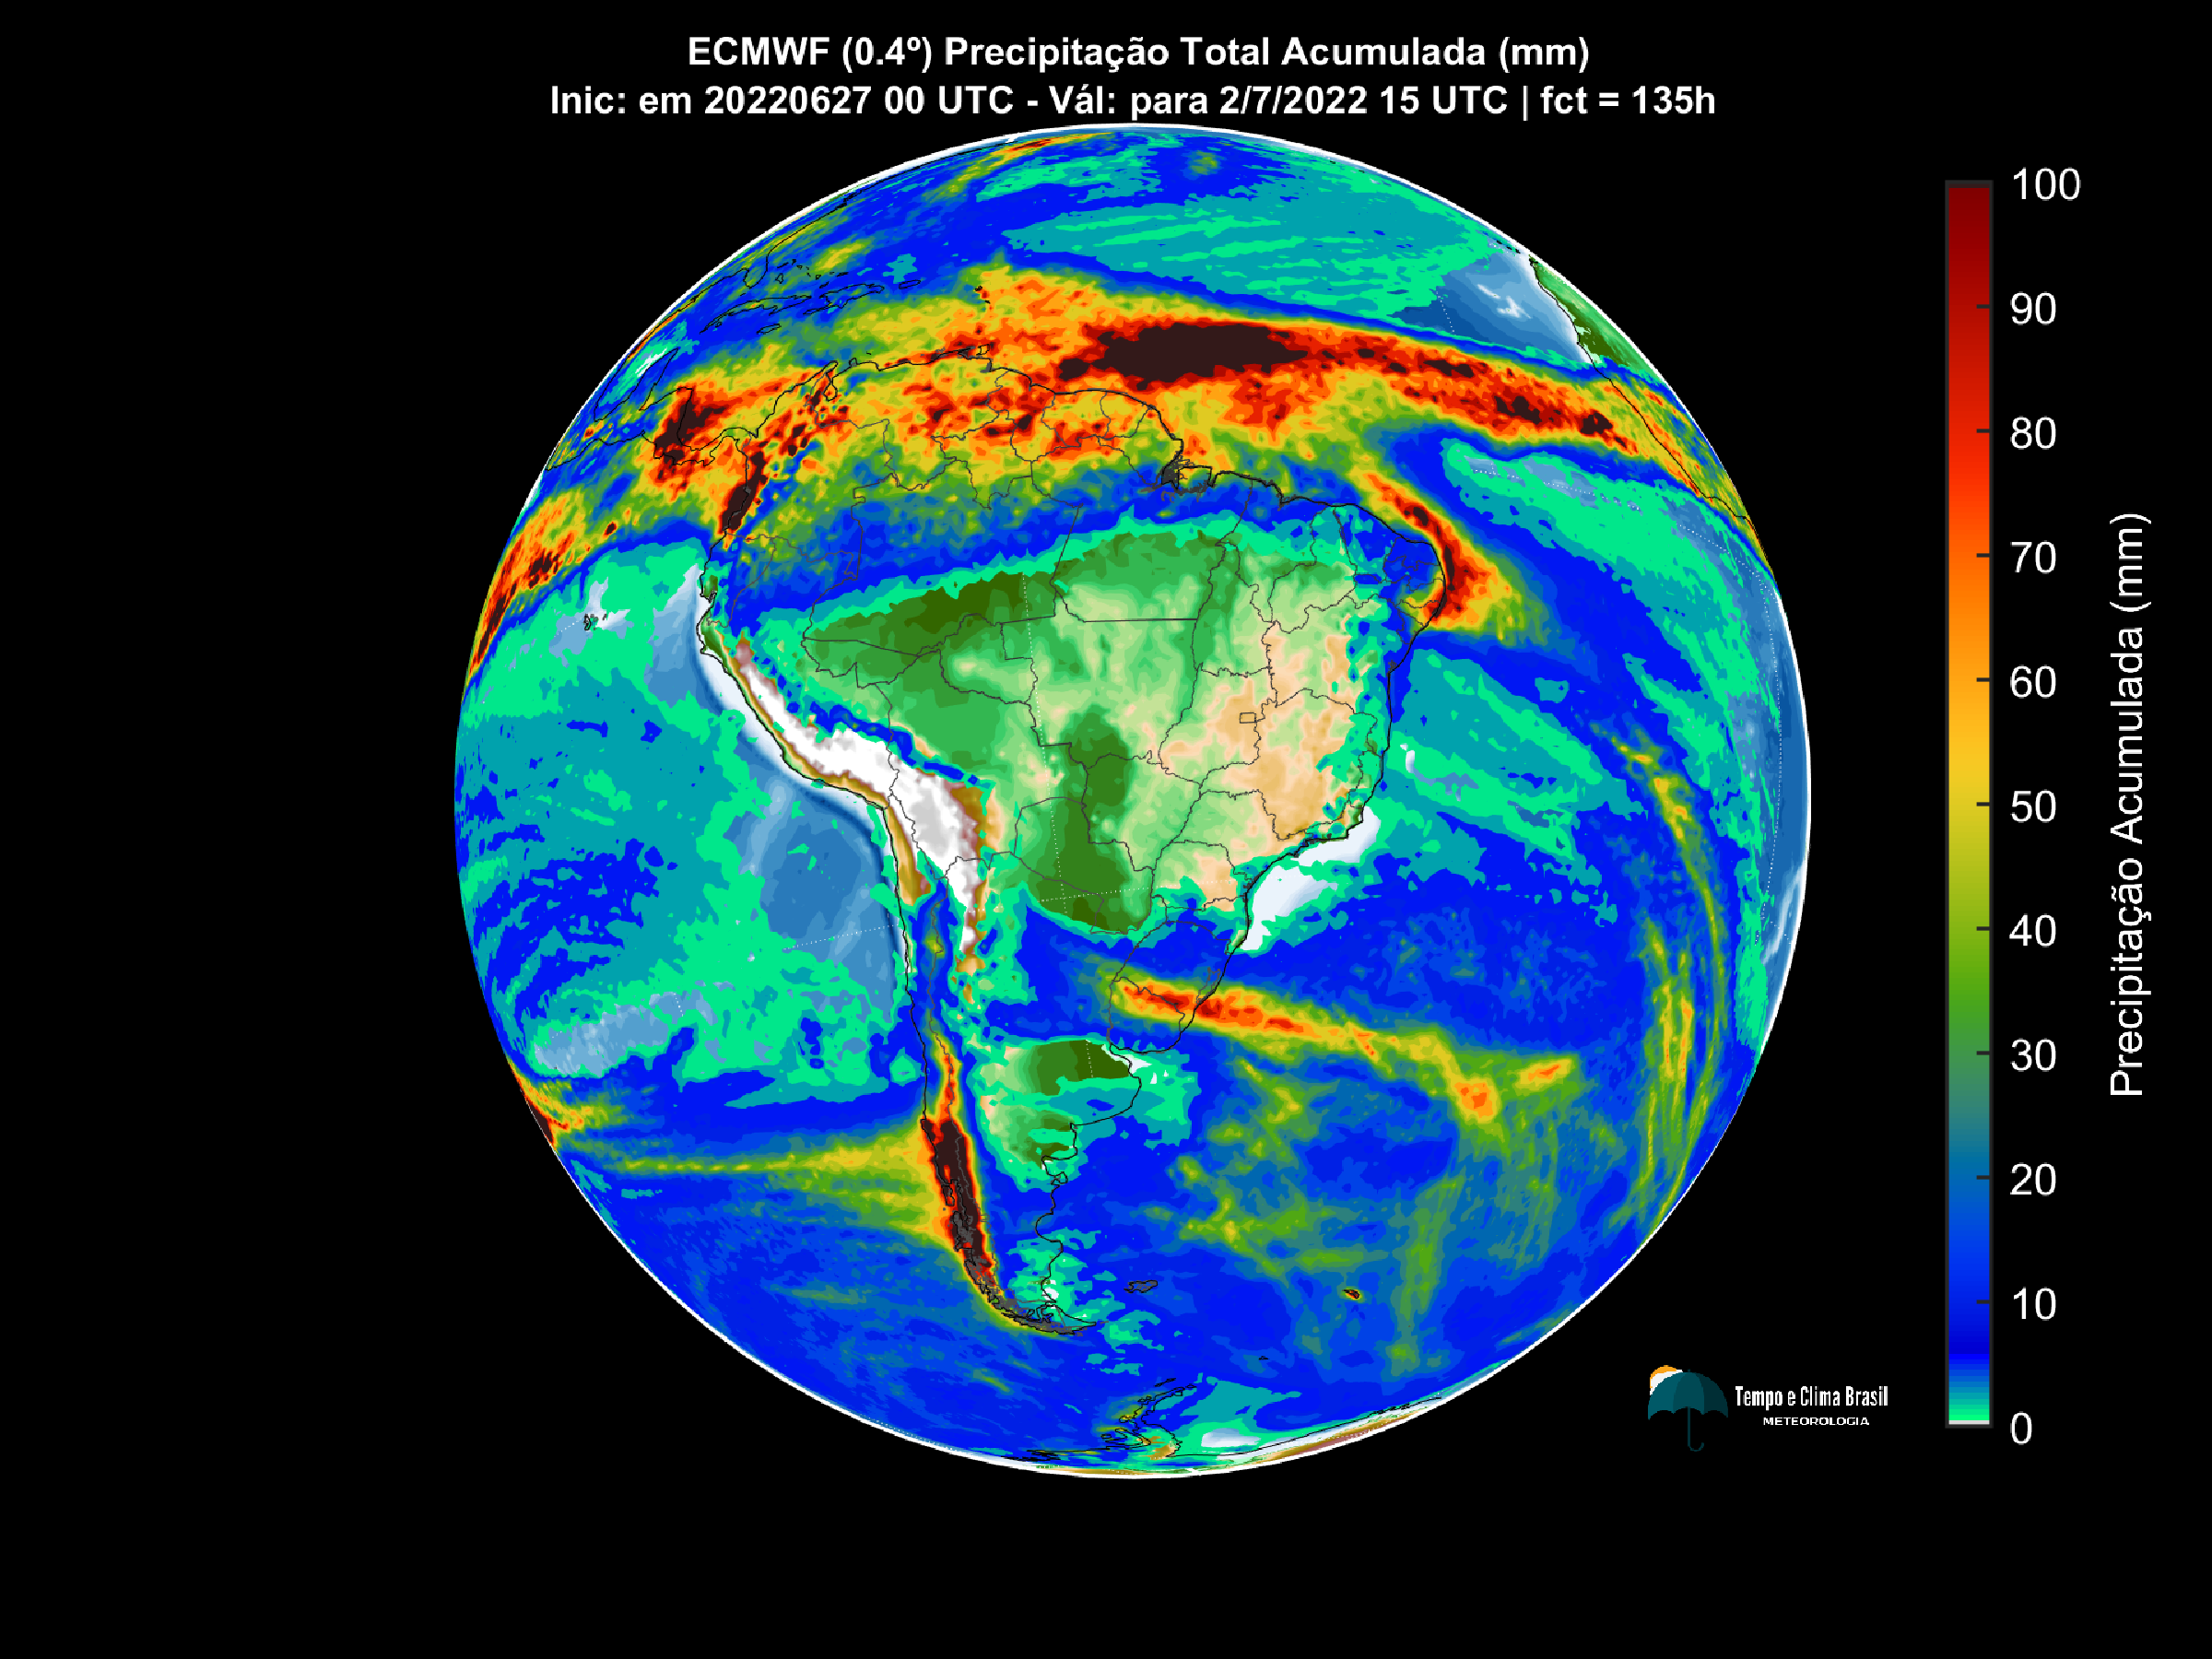 ECMWF (0.4º) Precipitação Total Acumulada (mm)
Inic: em 20220627 00 UTC - Vál: para 2/7/2022 15 UTC | fct = 135h
100
90
80
70
60
50
40
30
20
10
0
Precipitação Acumulada (mm)
Tempo e Clima Brasil
METEOROLOGIA